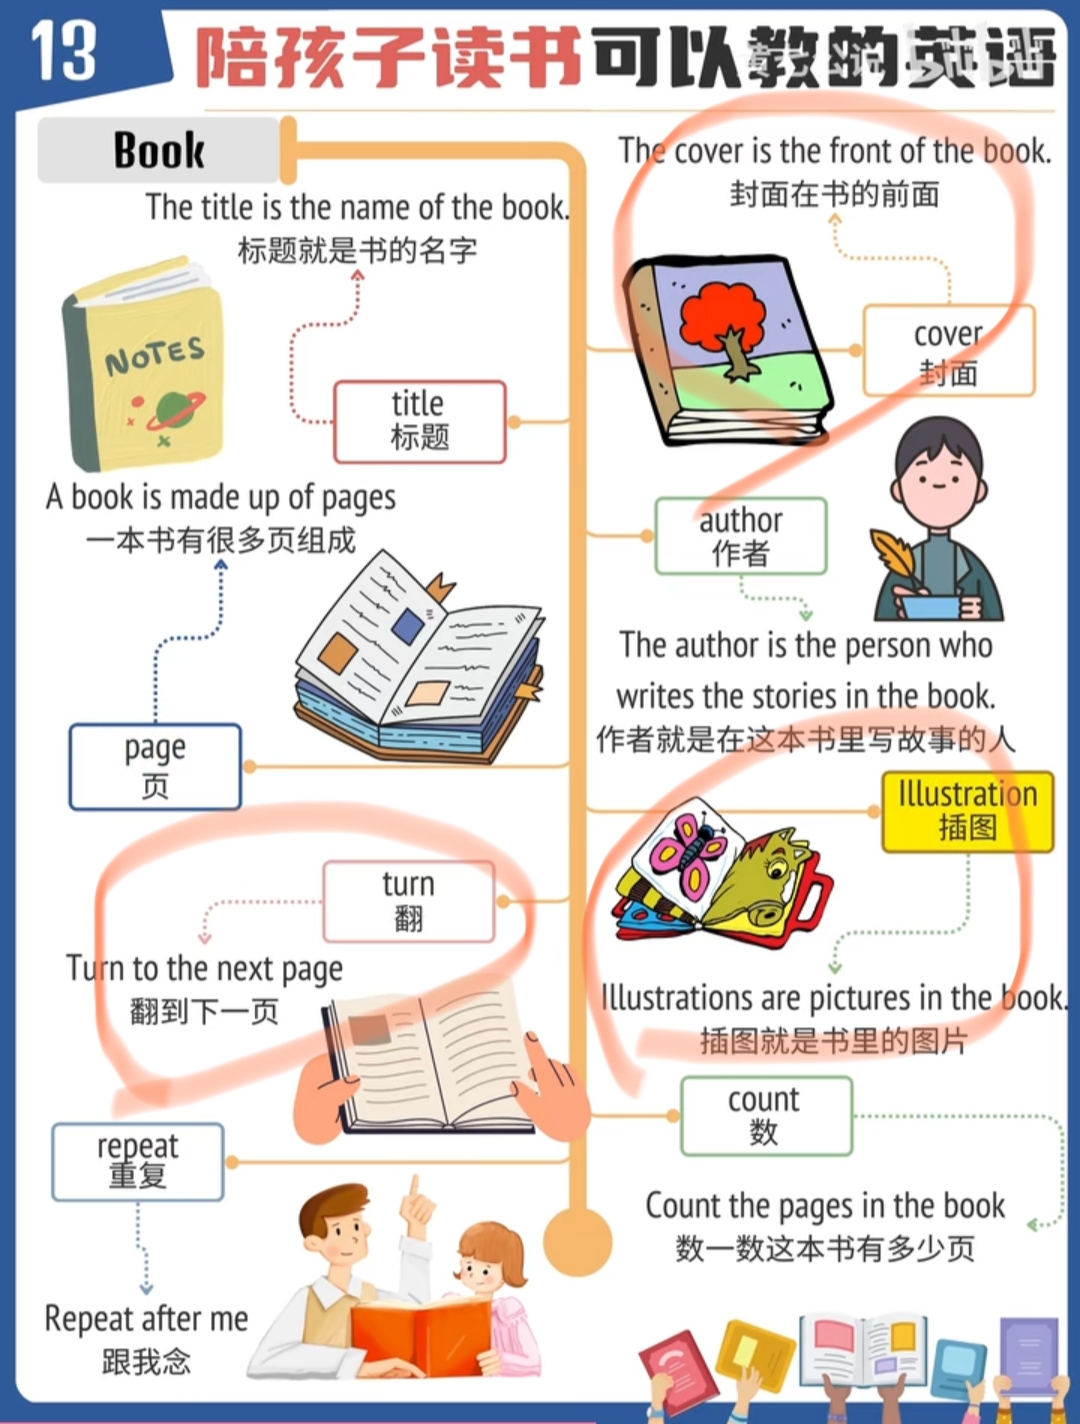 13
陪孩子读书可以教的英语
Book
The title is the name of the book.
标题就是书的名字
NOTES
title
标题
The cover is the front of the book.
封面在书的前面
cover
封面
A book is made up of pages
一本书有很多页组成
page
页
author
作者
The author is the person who
writes the stories in the book.
作者就是在这本书里写故事的人
Illustration
插图
Illustrations are pictures in the book.
插图就是书里的图片
turn
翻
Turn to the next page
翻到下一页
count
数
Count the pages in the book
数一数这本书有多少页
repeat
重复
Repeat after me
跟我念